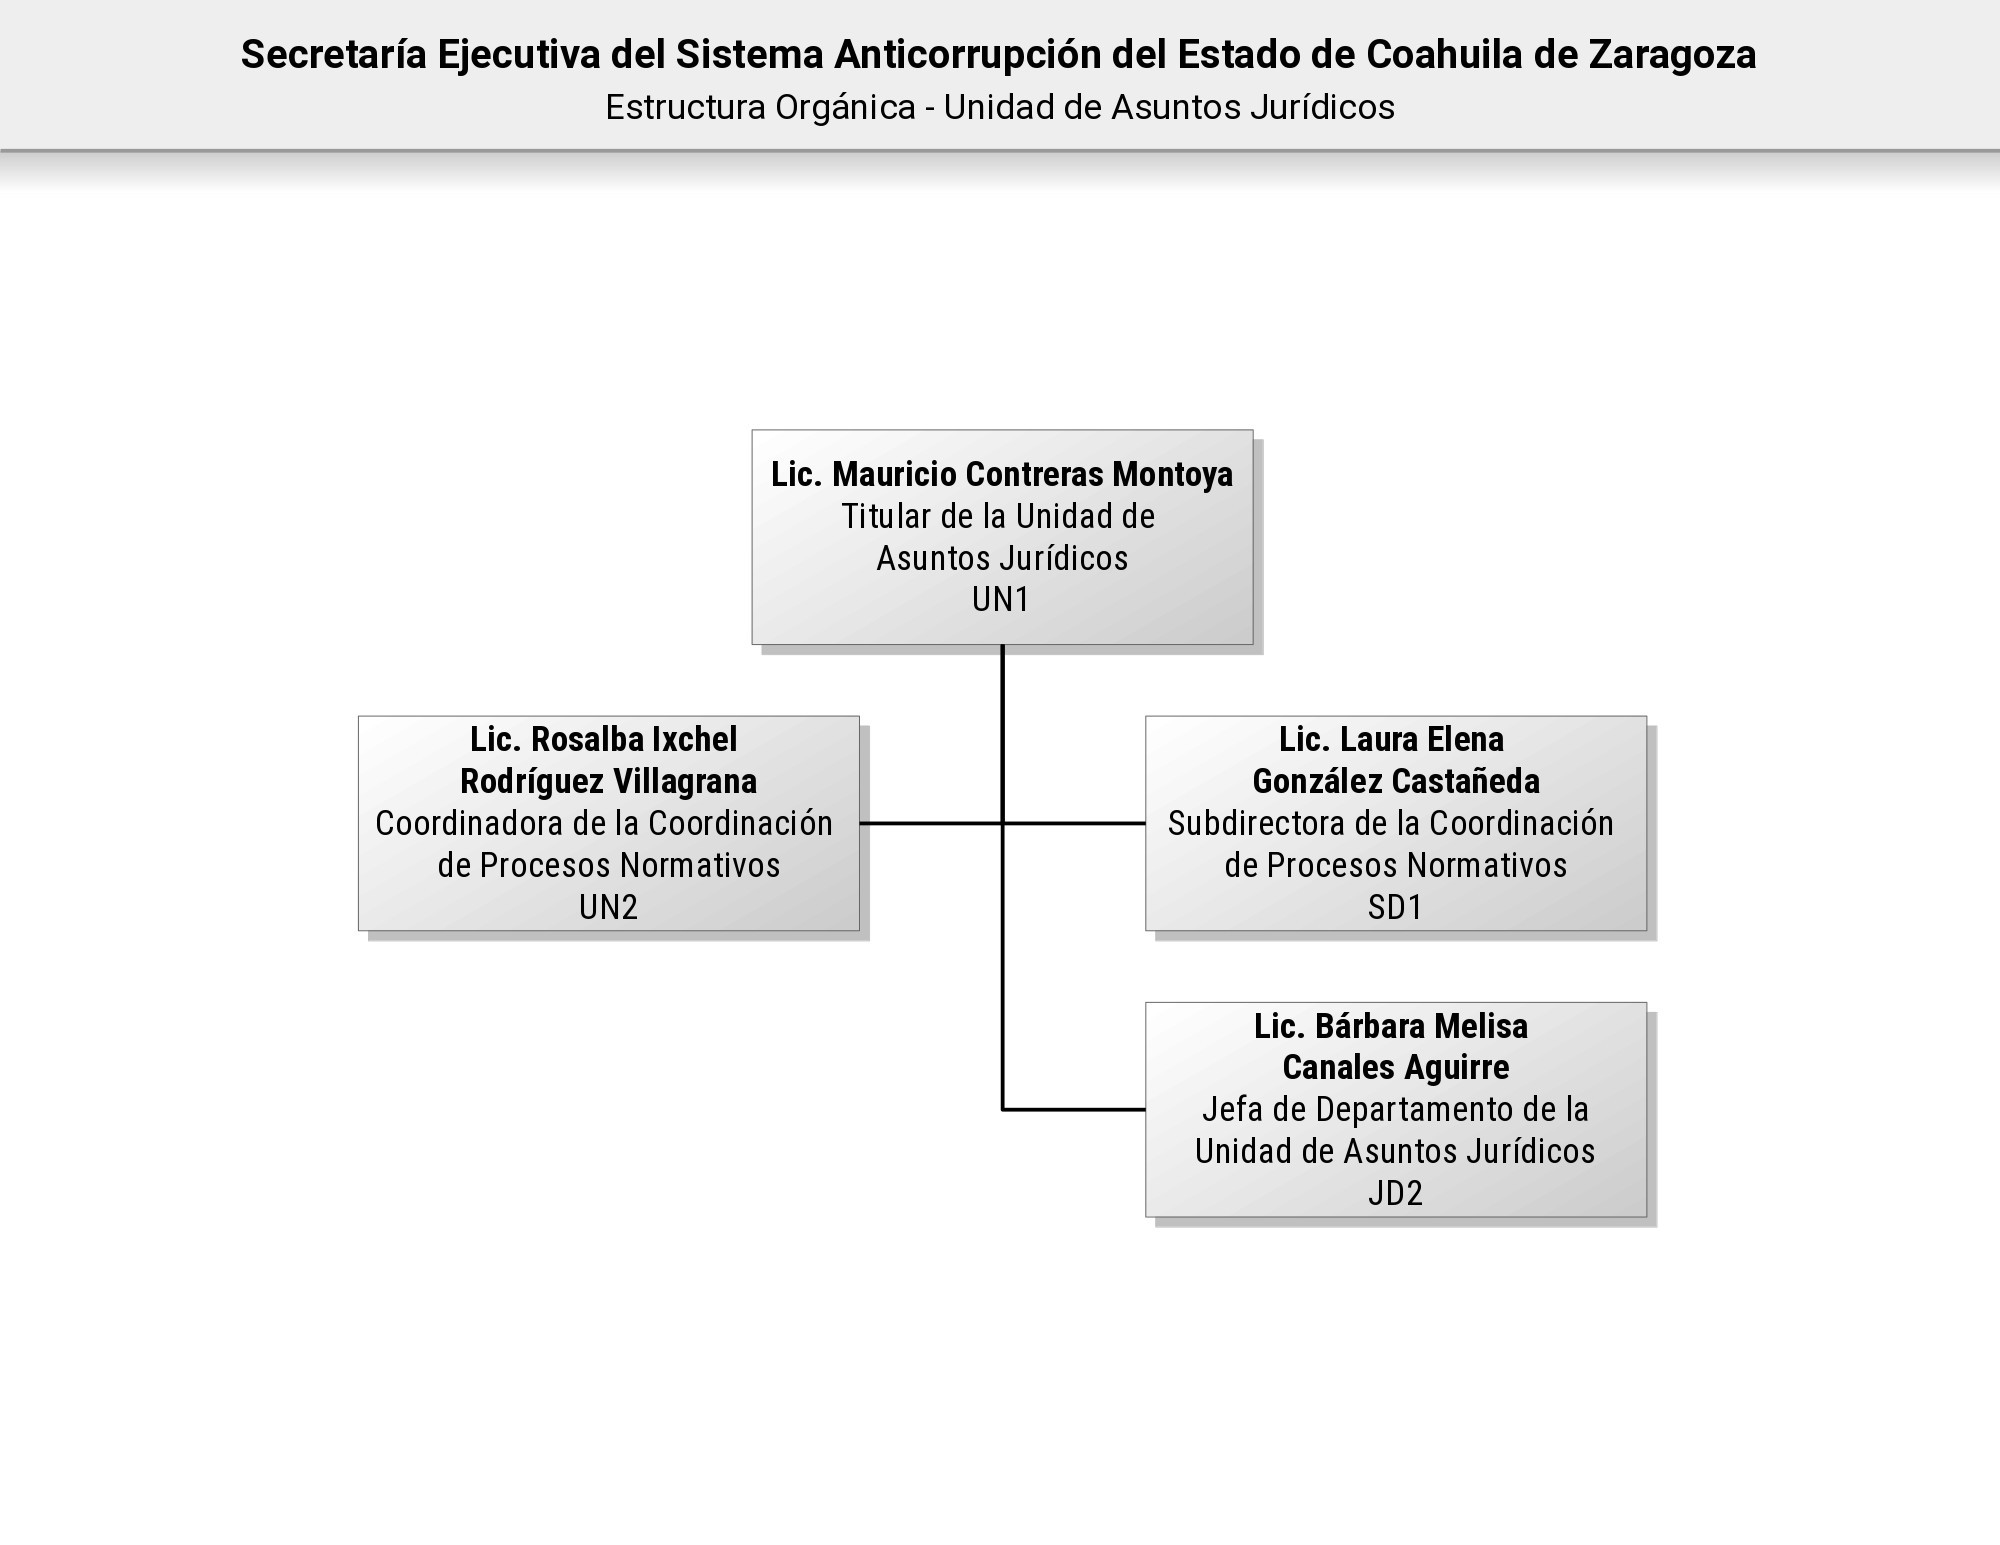 Secretaría Ejecutiva del Sistema Anticorrupción del Estado de Coahuila de Zaragoza
Estructura Orgánica - Unidad de Asuntos Jurídicos
Lic. Mauricio Contreras Montoya
Titular de la Unidad de
Asuntos Jurídicos
UN1
Lic. Rosalba Ixchel
Rodríguez Villagrana
Coordinadora de la Coordinación
de Procesos Normativos
UN2
Lic. Laura Elena
González Castañeda
Subdirectora de la Coordinación
de Procesos Normativos
SD1
Lic. Bárbara Melisa
Canales Aguirre
Jefa de Departamento de la
Unidad de Asuntos Jurídicos
JD2